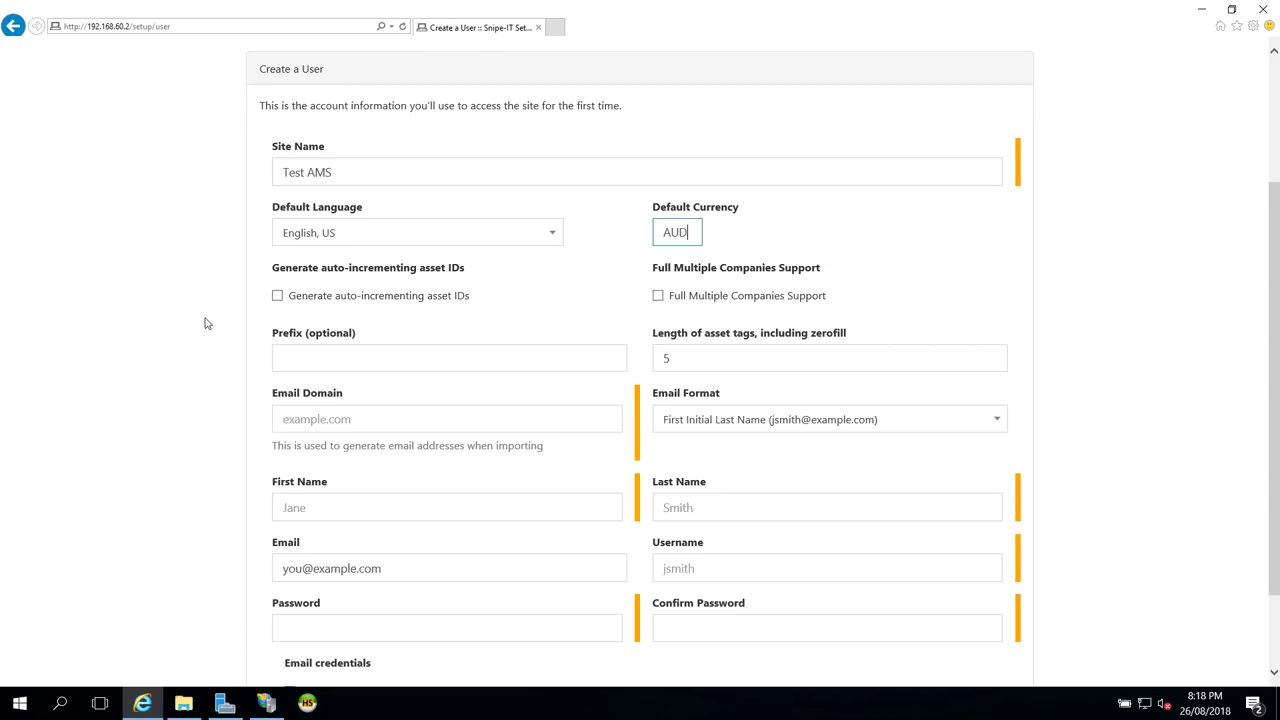 http://192.168.60.2/setup/user
Create a User :: Snipe-IT Set...
Create a User
This is the account information you'll use to access the site for the first time.
Site Name
Test AMS
Default Language
Default Currency
English, US
AUD
Generate auto-incrementing asset IDs
Full Multiple Companies Support
Generate auto-incrementing asset IDs
Full Multiple Companies Support
Prefix (optional)
Length of asset tags, including zerofill
5
Email Domain
Email Format
example.com
First Initial Last Name (jsmith@example.com)
This is used to generate email addresses when importing
First Name
Last Name
Jane
Smith
Email
Username
you@example.com
jsmith
Password
Confirm Password
Email credentials
HS
8:18 PM
26/08/2018
2